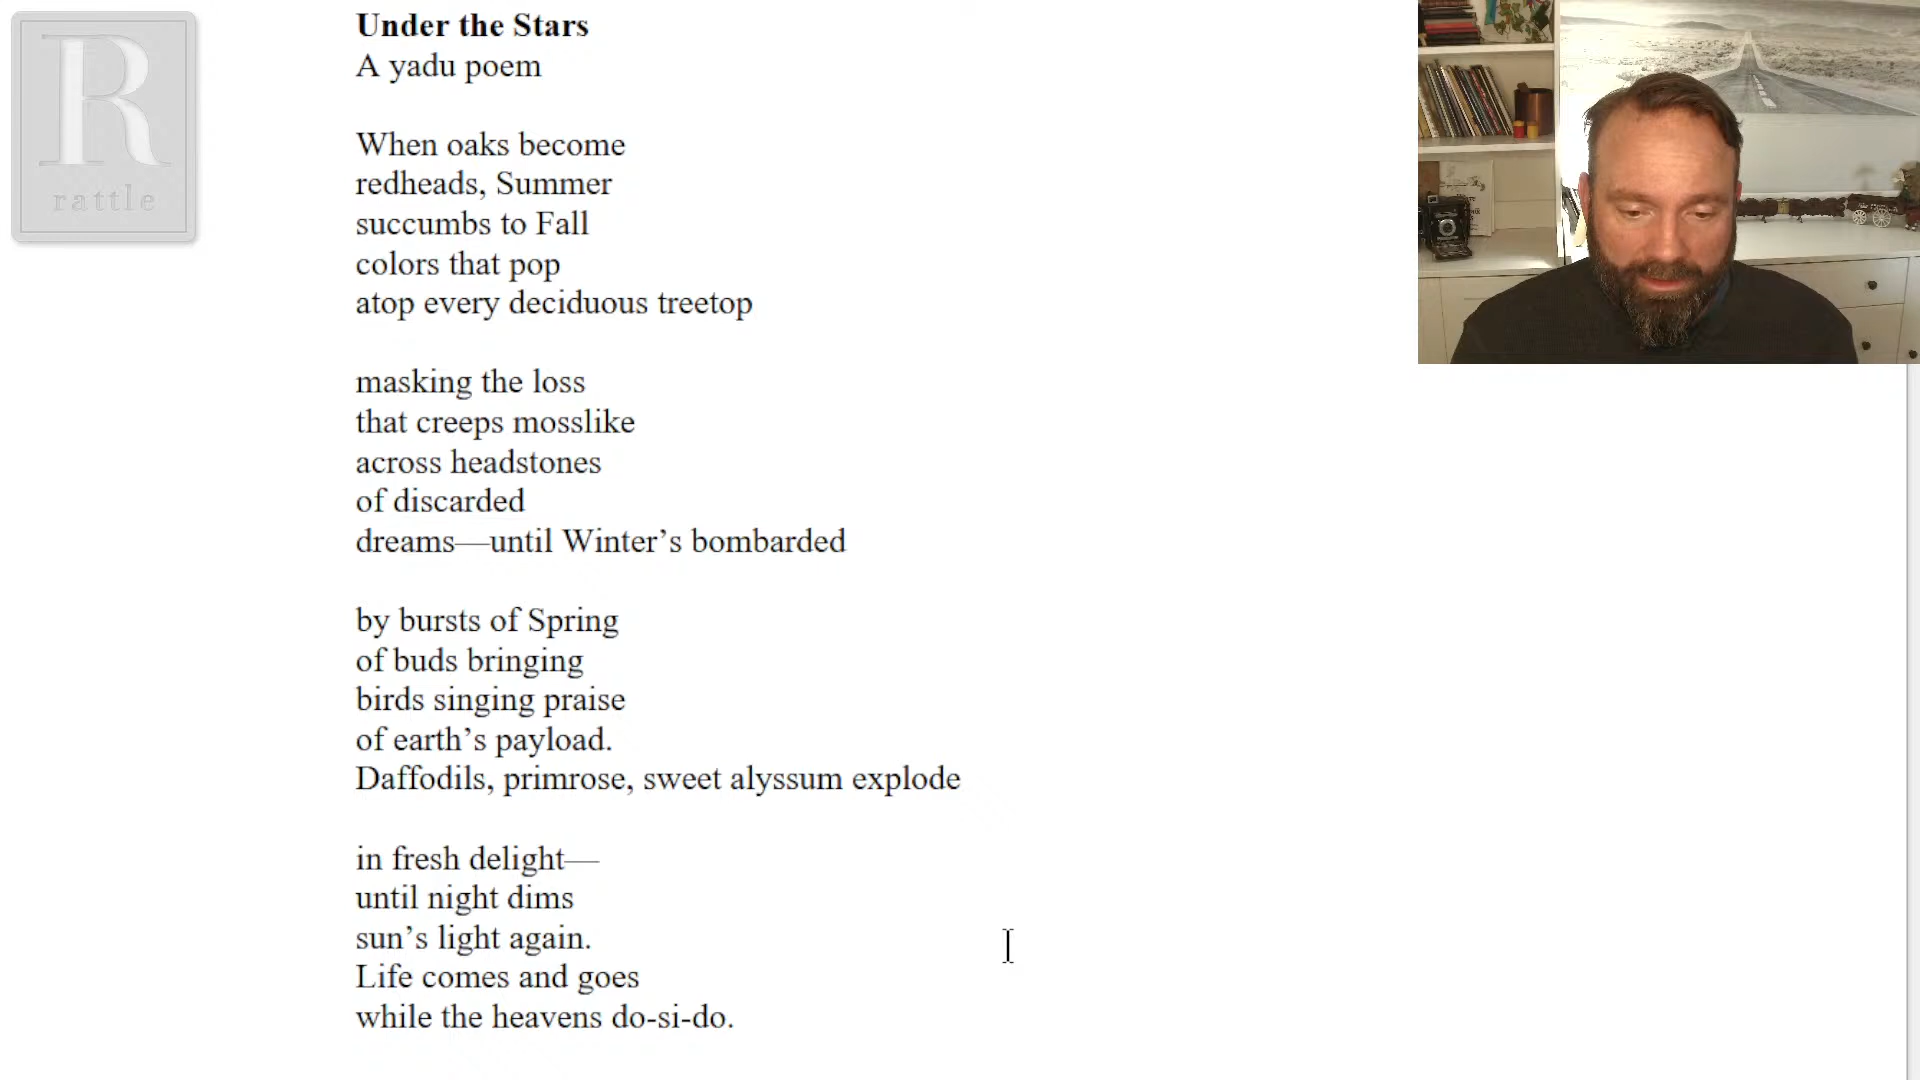 R
rattle
Under the Stars
A yadu poem
When oaks become
redheads, Summer
succumbs to Fall
colors that pop
atop every deciduous treetop
masking the loss
that creeps mosslike
across headstones
of discarded
dreams—until Winter’s bombarded
by bursts of Spring
of buds bringing
birds singing praise
of earth’s payload.
Daffodils, primrose, sweet alyssum explode
in fresh delight—
until night dims
sun’s light again.
Life comes and goes
while the heavens do-si-do.